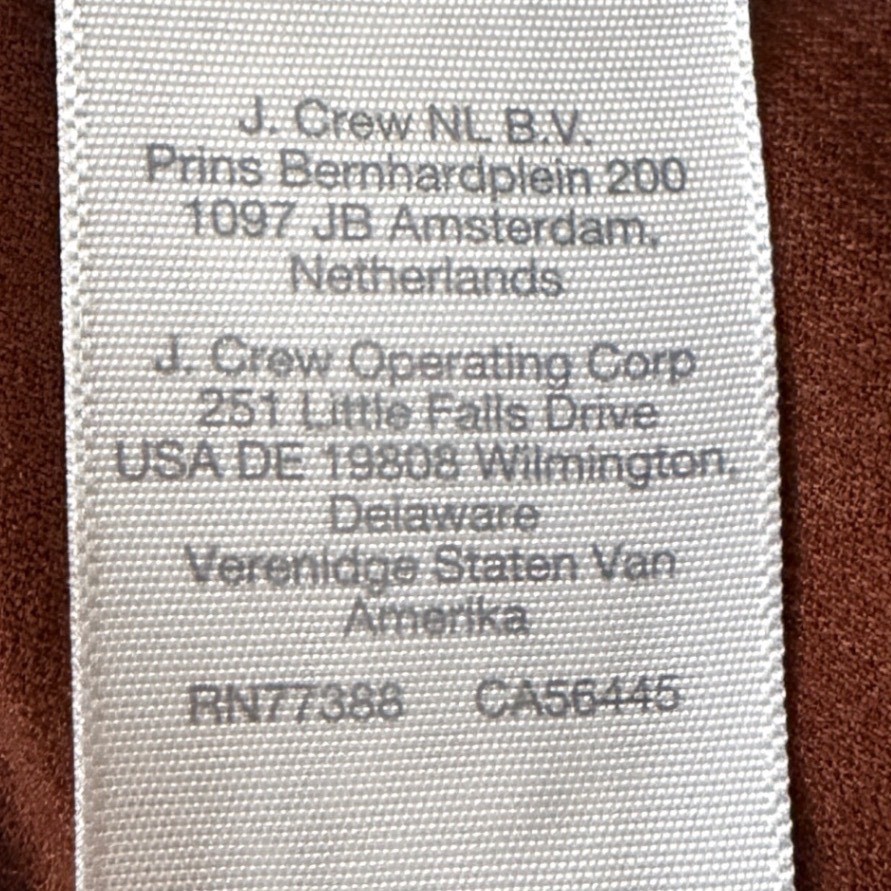 J. Crew NL B.V.
Prins Bernhardplein 200
1097 JB Amsterdam,
Netherlands
J. Crew Operating Corp
251 Little Falls Drive
USA DE 19808 Wilmington,
Delaware
Verenidge Staten Van
Amerika
RN77388 CA56445